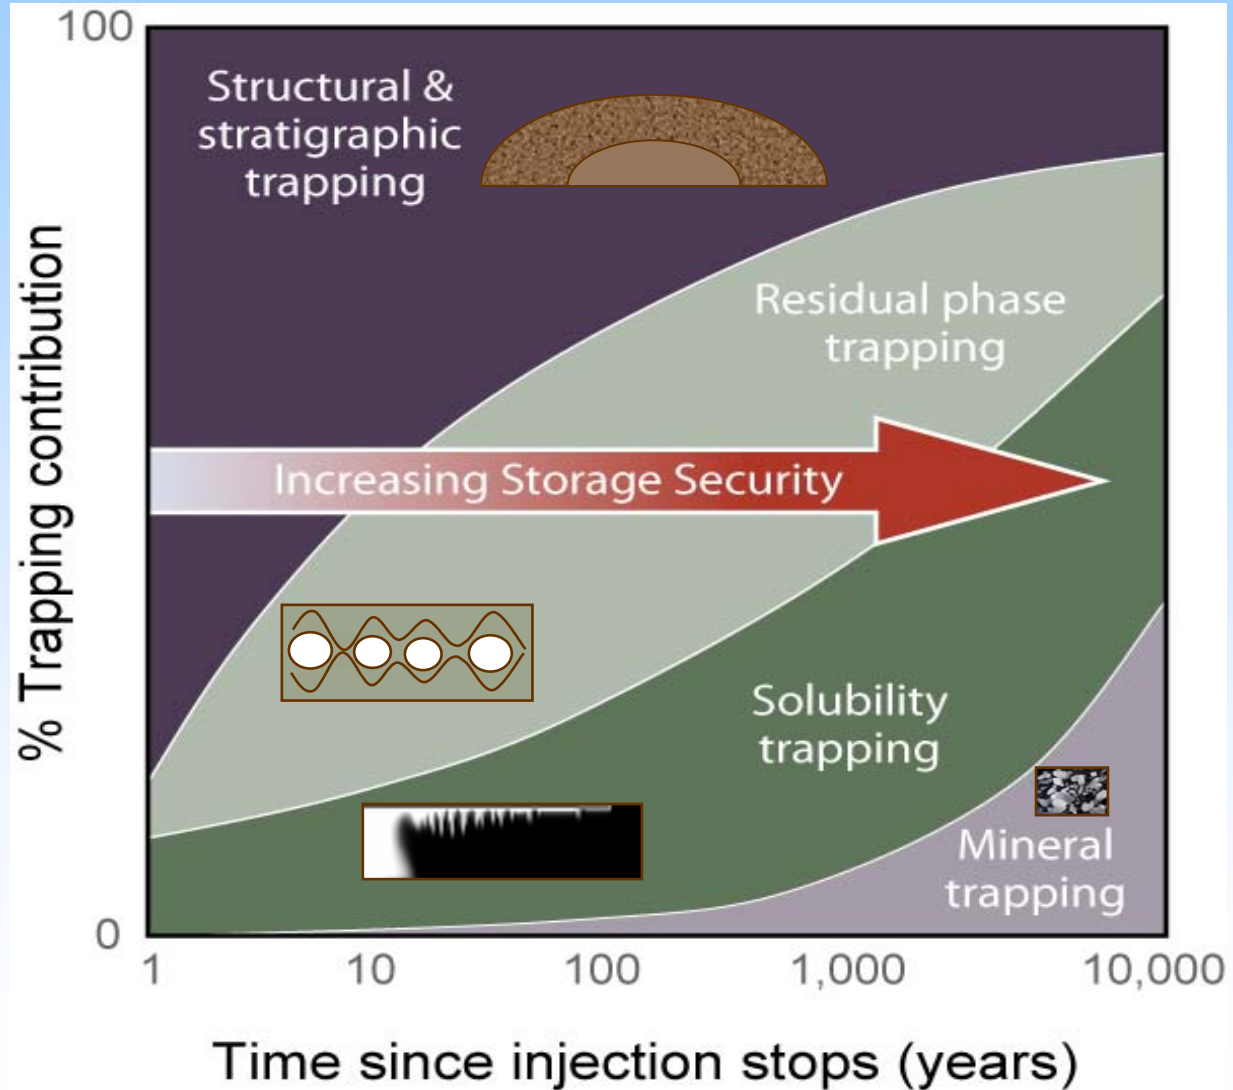 100
Structural &
stratigraphic
trapping
Residual phase
trapping
Increasing Storage Security
Solubility
trapping
Mineral
trapping
0
% Trapping contribution
1 10 100 1,000 10,000
Time since injection stops (years)